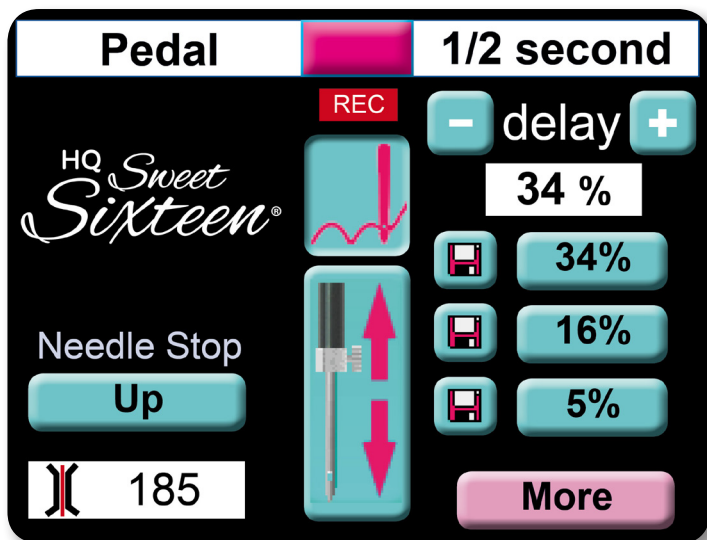 Pedal
1/2 second
REC
- delay +
HQ Sweet
Sixteen®
34 %
34%
16%
5%
Needle Stop
Up
185
More